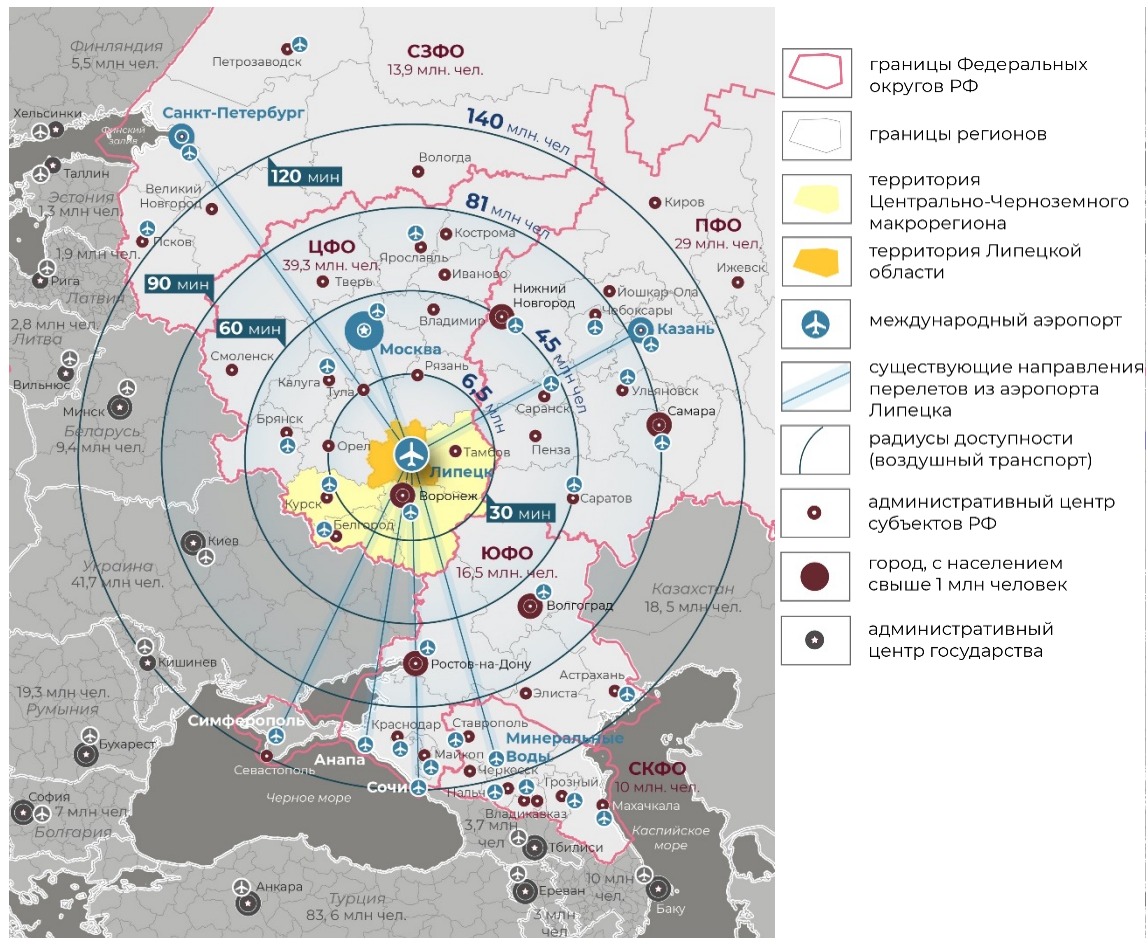 Финляндия
5,5 млн чел.
СЗФО
13,9 млн. чел.
Петрозаводск
Хельсинки
Санкт-Петербург
Финский
залив
140 млн. чел
Таллин
120 мин
Вологда
Эстония
1,3 млн чел.
Великий
Новгород
Киров
81 млн чел
ПФО
29 млн. чел.
1,9 млн чел.
Псков
Кострома
Ярославль
ЦФО
39,3 млн. чел.
Рига
Латвия
90 мин
Тверь
Иваново
Ижевск
Нижний
Новгород
Йошкар-Ола
Чебоксары
2,8 млн чел.
Литва
60 мин
Владимир
Казань
Москва
45 млн чел
Вильнюс
Смоленск
Рязань
Калуга
Тула
6,5 млн
Ульяновск
Минск
Саранск
Самара
Беларусь
9,4 млн чел.
Брянск
Орел
Тамбов
Пенза
Липецк
Воронеж
Курск
Саратов
30 мин
Белгород
Киев
ЮФО
16,5 млн. чел.
Украина
41,7 млн чел.
Казахстан
18, 5 млн чел.
Волгоград
Кишинев
Ростов-на-Дону
Астрахань
Элиста
19,3 млн чел.
Румыния
Симферополь
Краснодар
Ставрополь
Минеральные
Воды
Бухарест
Анапа
Майкоп
Севастополь
Черкесск
СКФО
10 млн. чел.
Сочи
Нальч
Грозный
София
7 млн чел
Болгария
Черное море
Махачкала
Владикавказ
Каспийское
море
3,7 млн
чел
Тбилиси
Анкара
Турция
83, 6 млн чел.
Ереван
3 млн
чел
10 млн
чел.
Баку
границы Федеральных
округов РФ
границы регионов
территория
Центрально-Черноземного
макрорегиона
территория Липецкой
области
международный аэропорт
существующие направления
перелетов из аэропорта
Липецка
радиусы доступности
(воздушный транспорт)
административный центр
субъектов РФ
город, с населением
свыше 1 млн человек
административный
центр государства